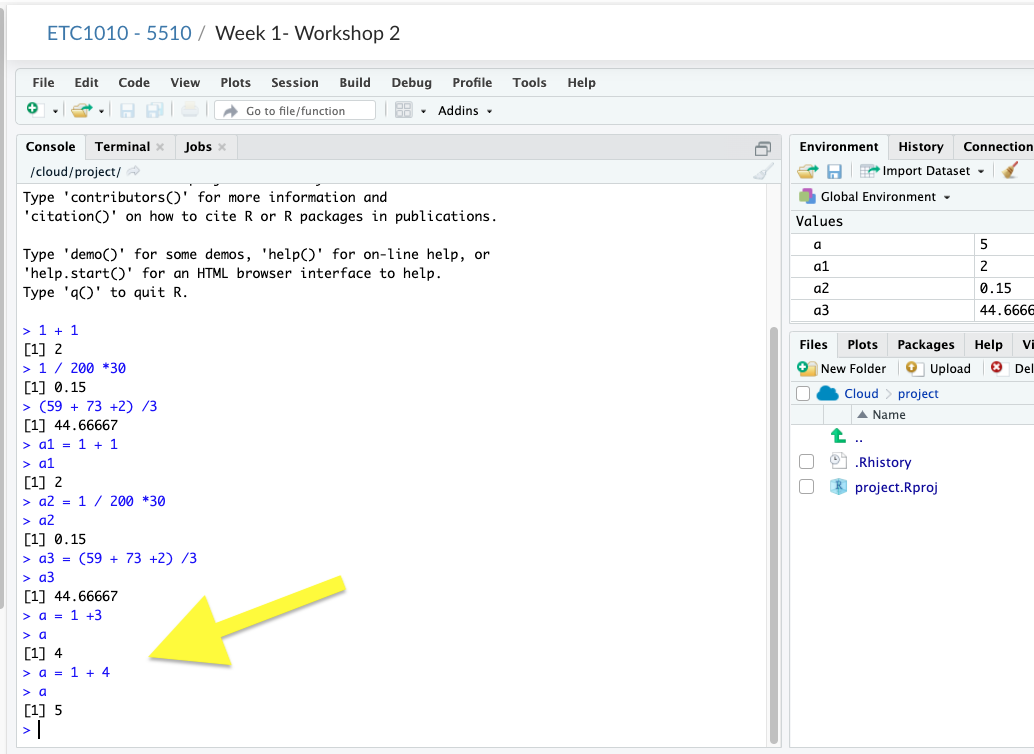 ETC1010 - 5510 / Week 1- Workshop 2
File Edit Code View Plots Session Build Debug Profile Tools Help
Go to file/function Addins
Console Terminal Jobs
/cloud/project/
Type 'contributors()' for more information and
'citation()' on how to cite R or R packages in publications.
Type 'demo()' for some demos, 'help()' for on-line help, or
'help.start()' for an HTML browser interface to help.
Type 'q()' to quit R.
> 1 + 1
[1] 2
> 1 / 200 *30
[1] 0.15
> (59 + 73 +2) /3
[1] 44.66667
> a1 = 1 + 1
> a1
[1] 2
> a2 = 1 / 200 *30
> a2
[1] 0.15
> a3 = (59 + 73 +2) /3
> a3
[1] 44.66667
> a = 1 +3
> a
[1] 4
> a = 1 + 4
> a
[1] 5
>
Environment History Connection
Import Dataset
Global Environment
Values
a 5
a1 2
a2 0.15
a3 44.6666
Files Plots Packages Help Vi
New Folder Upload Del
Cloud > project
Name
..
.Rhistory
project.Rproj